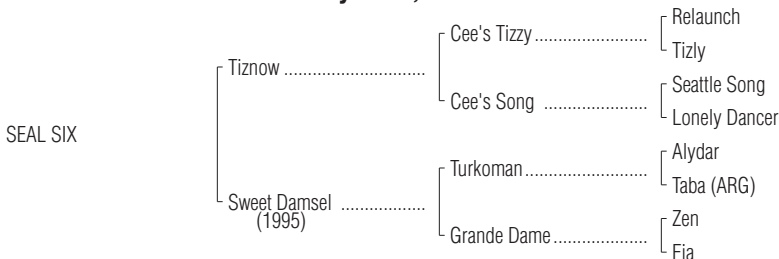 Relaunch
Cee's Tizzy ..........................
Tizly
Tiznow ................................
Seattle Song
Cee's Song .......................
Lonely Dancer
SEAL SIX
Alydar
Turkoman............................
Taba (ARG)
Sweet Damsel ...................
Zen
(1995)
Grande Dame.....................